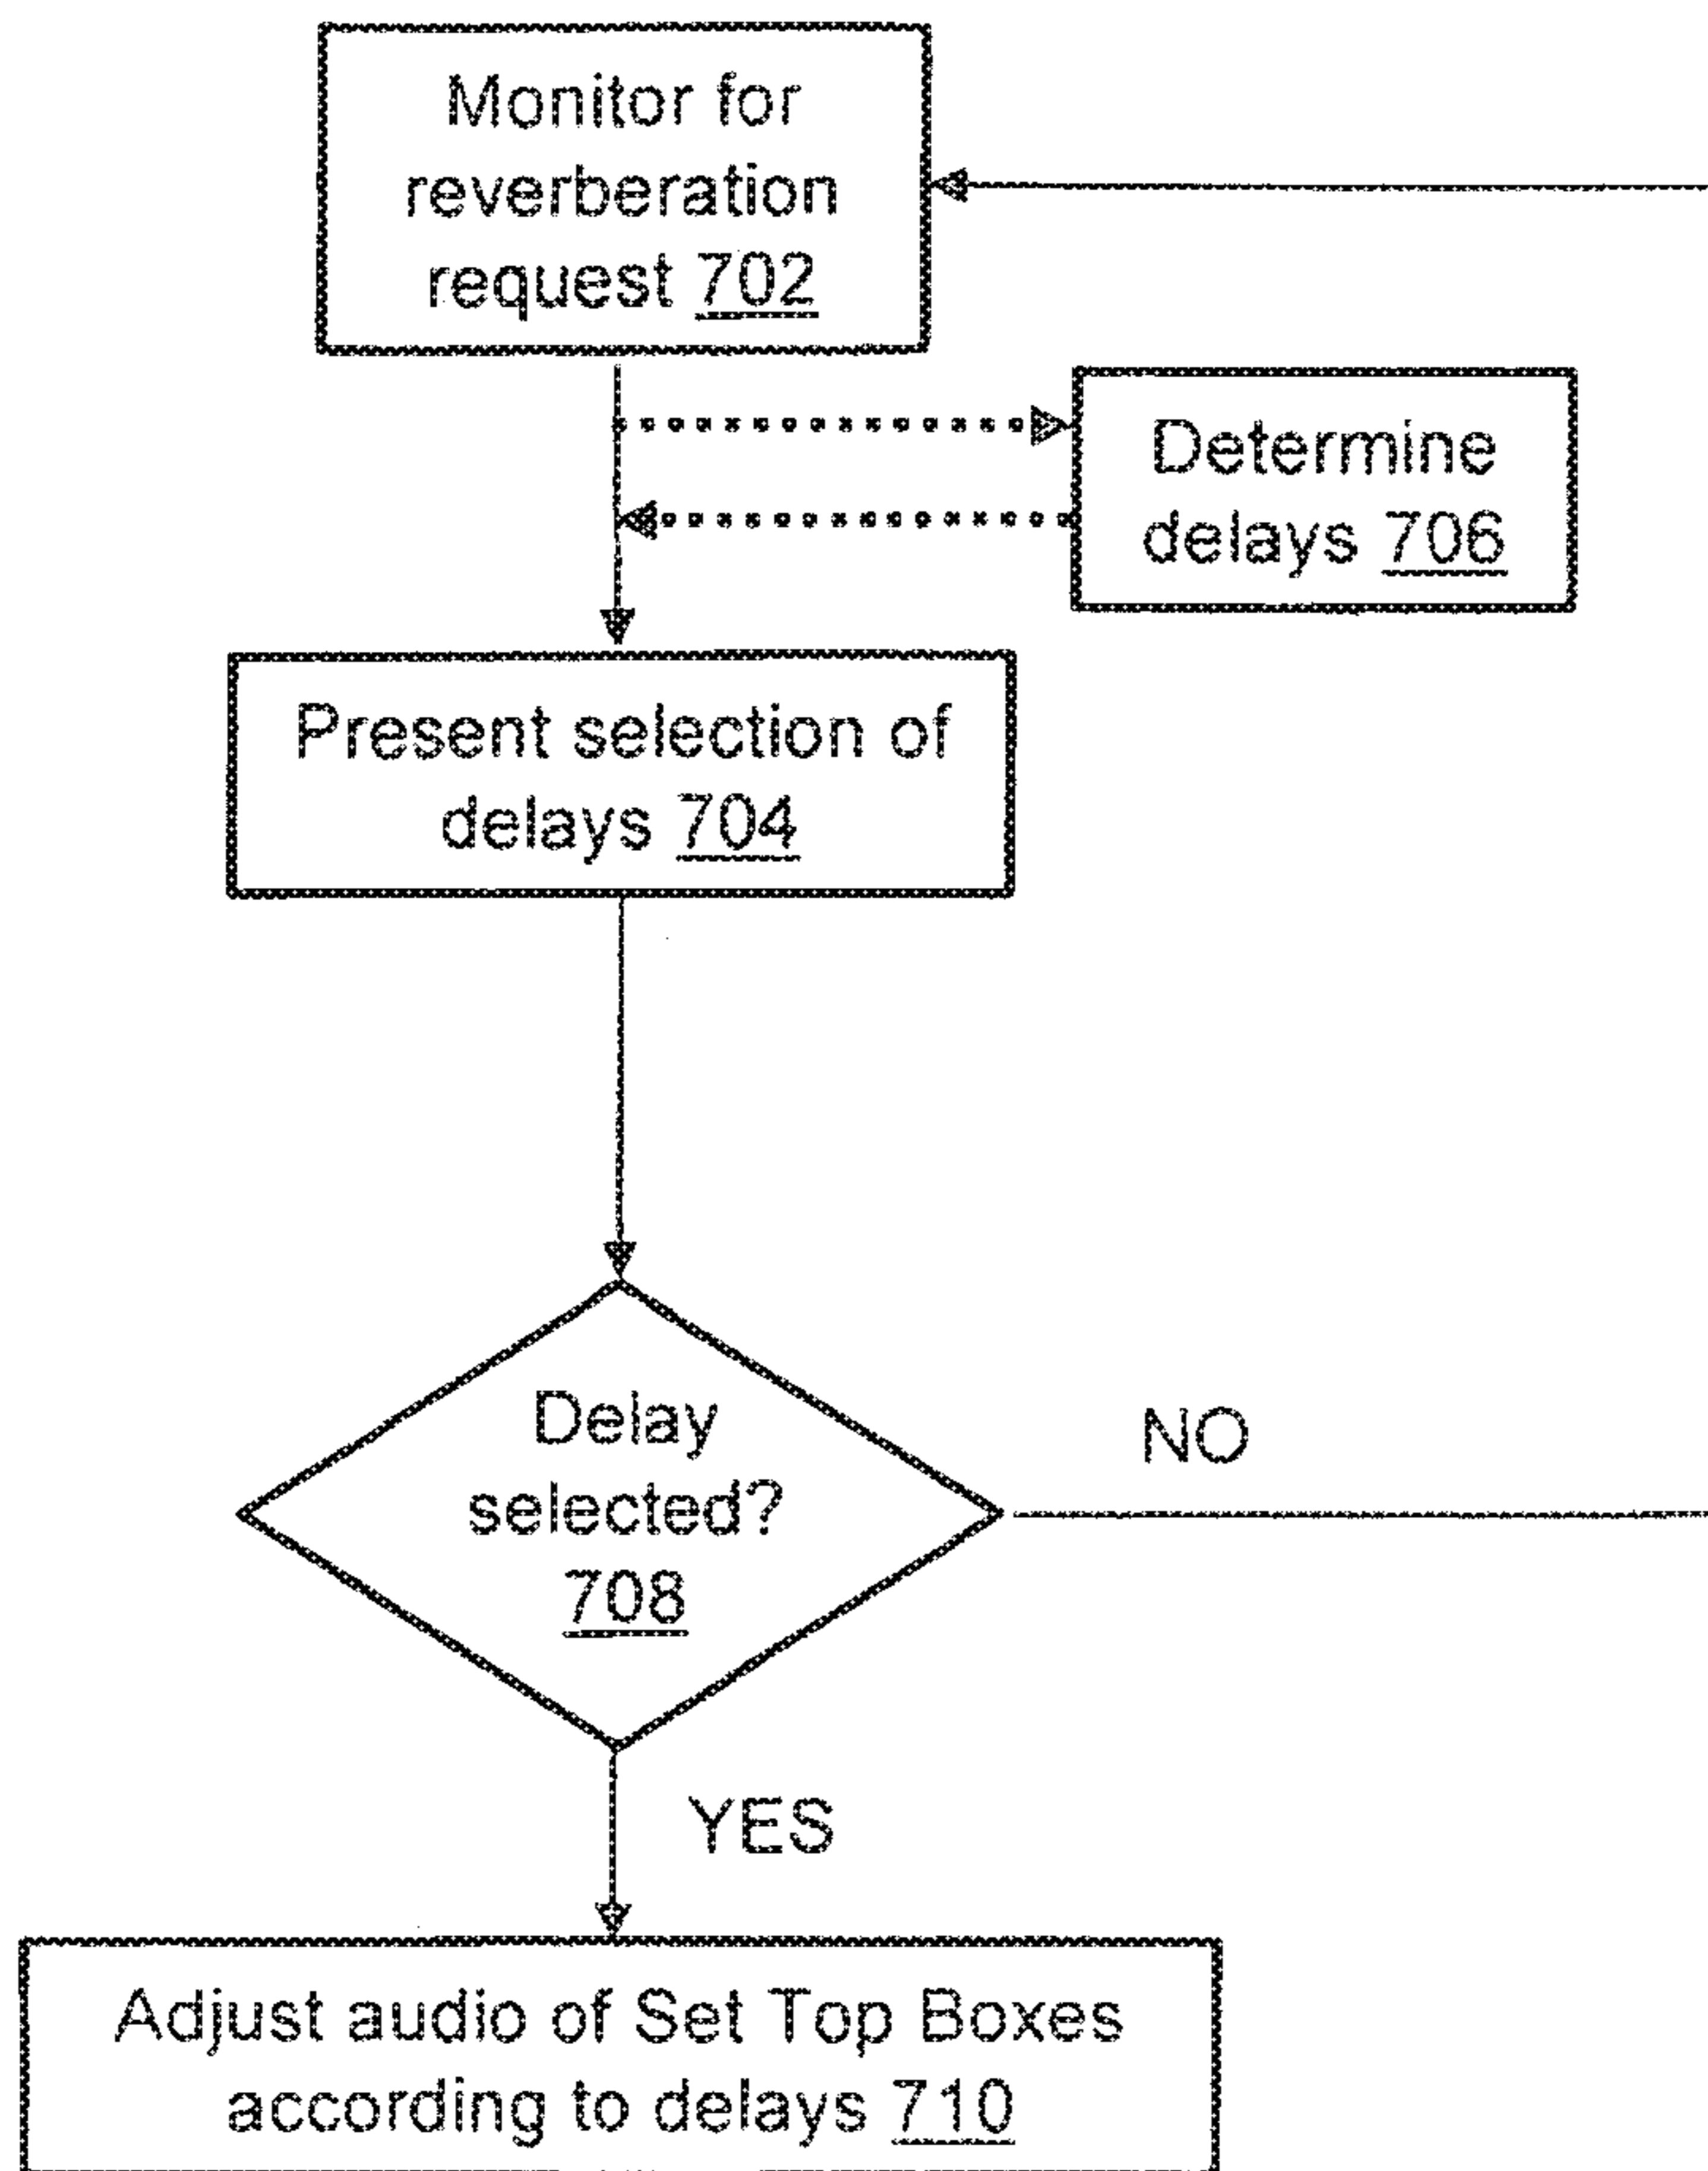 Monitor for
reverberation
request 702
Determine
delays 706
Present selection of
delays 704
Delay
selected?
708
NO
YES
Adjust audio of Set Top Boxes
according to delays 710